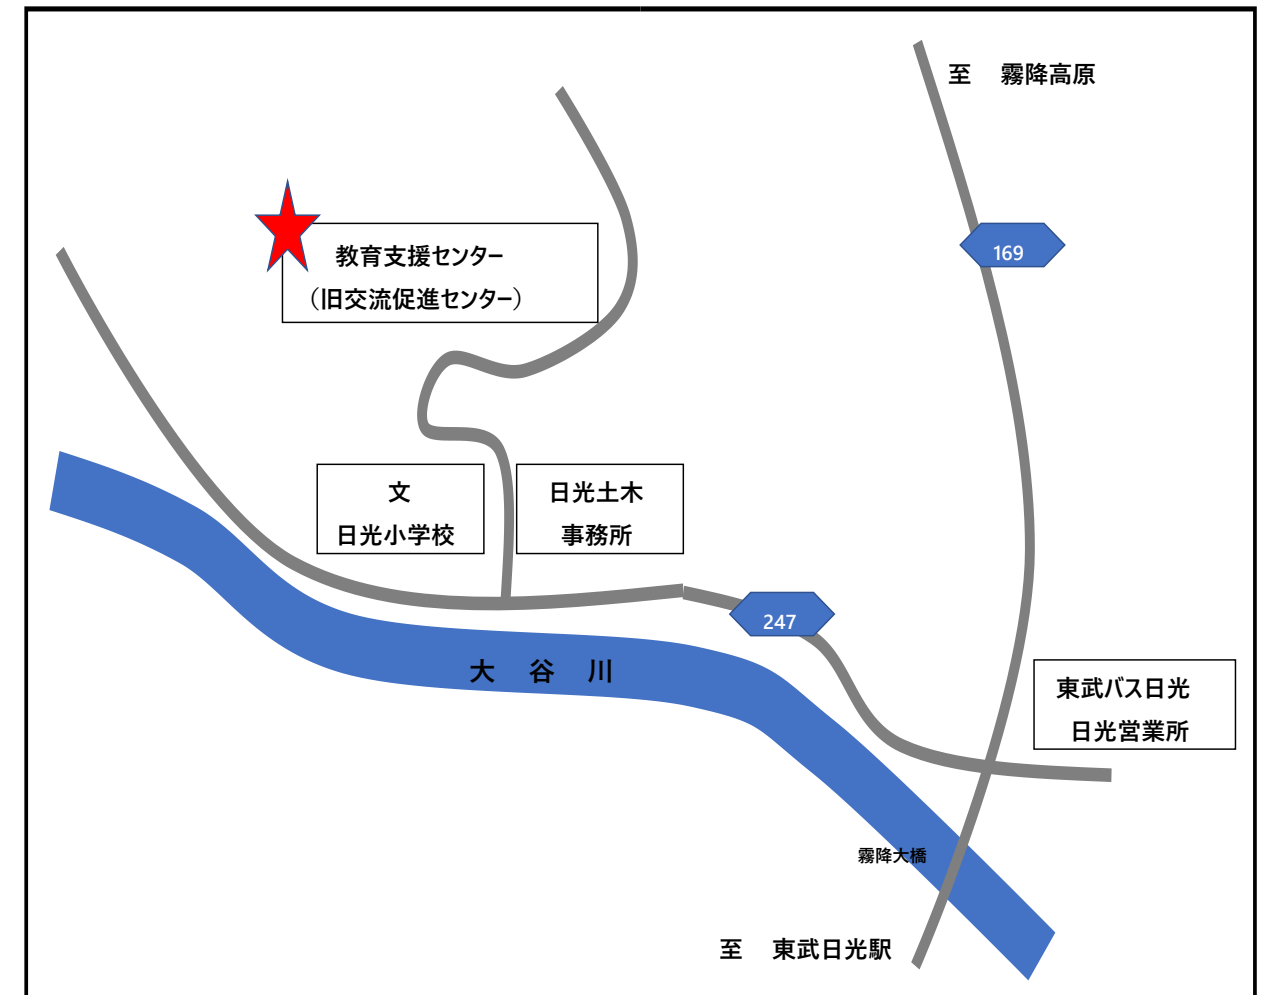 至　霧降高原
169
教育支援センター
（旧交流促進センター）
文
日光小学校
日光土木
事務所
247
大　谷　川
東武バス日光
日光営業所
霧降大橋
至　東武日光駅